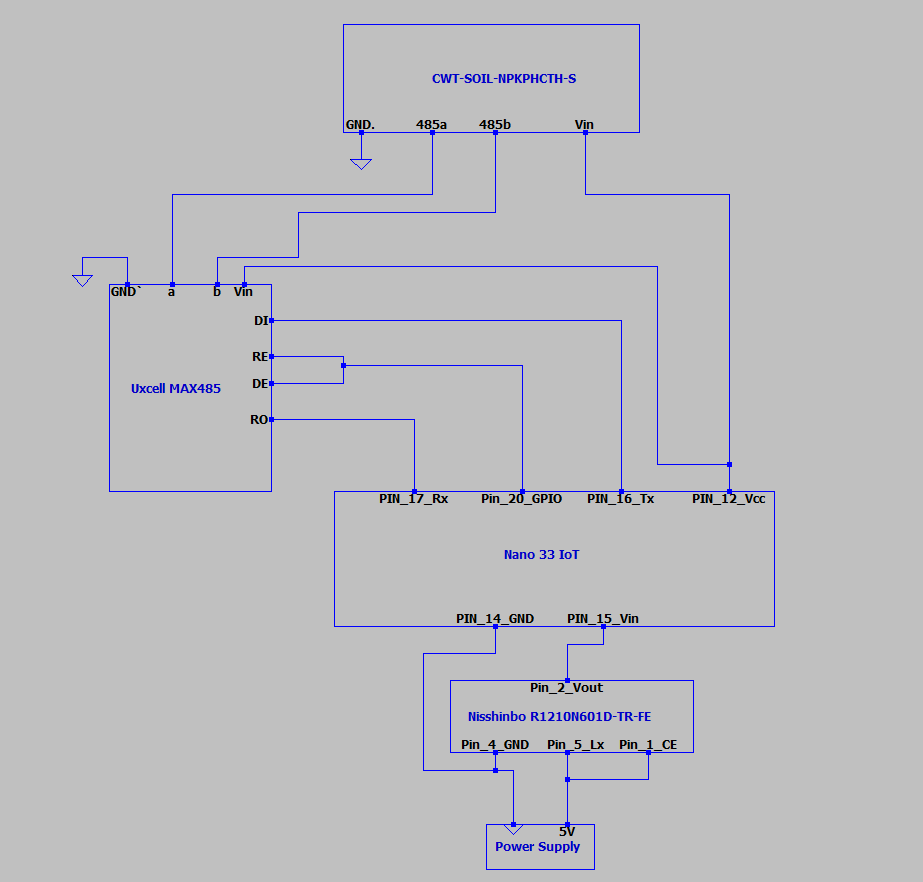 CWT-SOIL-NPKPHCTH-S
GND. 485a 485b Vin
GND` a b Vin
DI
RE
DE
Uxcell MAX485
RO
PIN_17_Rx Pin_20_GPIO PIN_16_Tx PIN_12_Vcc
Nano 33 IoT
PIN_14_GND PIN_15_Vin
Pin_2_Vout
Nisshinbo R1210N601D-TR-FE
Pin_4_GND Pin_5_Lx Pin_1_CE
5V
Power Supply